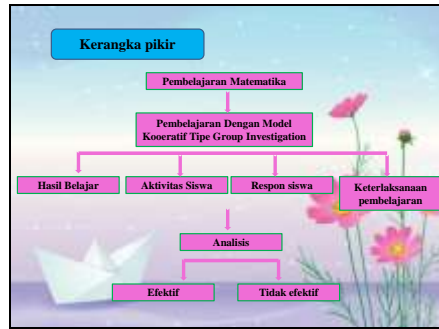 Kerangka pikir
Pembelajaran Matematika
Pembelajaran Dengan Model
Kooeratif Tipe Group Investigation
Hasil Belajar
Aktivitas Siswa
Respon siswa
Keterlaksanaan
pembelajaran
Analisis
Efektif
Tidak efektif